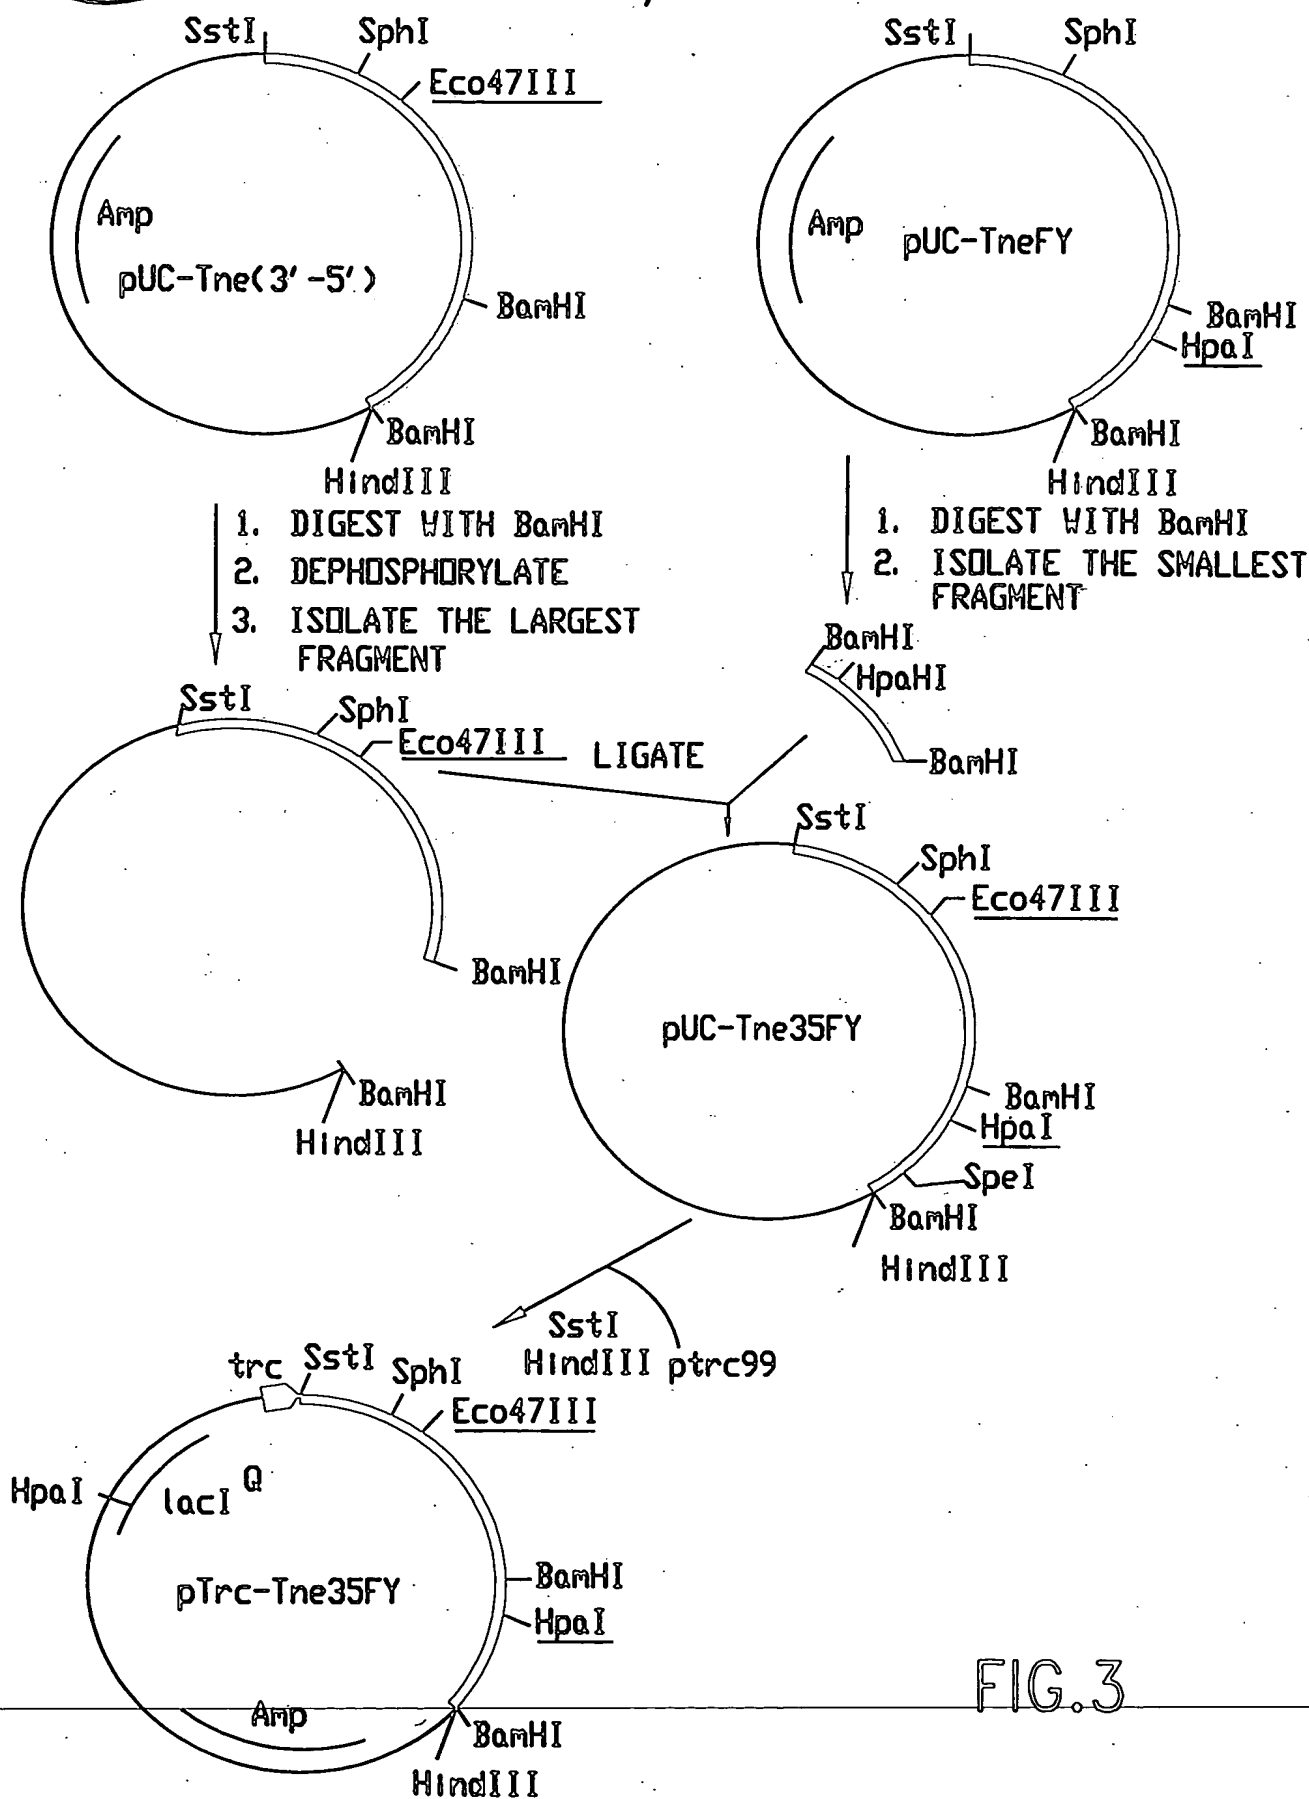 SstI
SphI
Eco47III
Amp
pUC-Tne(3'-5')
BamHI
BamHI
HindIII
SstI
SphI
Amp
pUC-TneFY
BamHI
HpaI
BamHI
HindIII
1. DIGEST WITH BamHI
2. DEPHOSPHORYLATE
3. ISOLATE THE LARGEST
FRAGMENT
1. DIGEST WITH BamHI
2. ISOLATE THE SMALLEST
FRAGMENT
BamHI
HpaHI
BamHI
SstI
SphI
Eco47III
LIGATE
BamHI
BamHI
HindIII
SstI
SphI
Eco47III
pUC-Tne35FY
BamHI
HpaI
SpeI
BamHI
HindIII
SstI
HindIII ptrc99
trc
SstI
SphI
Eco47III
HpaI
lacI Q
pTrc-Tne35FY
BamHI
HpaI
Amp
BamHI
HindIII
FIG.3